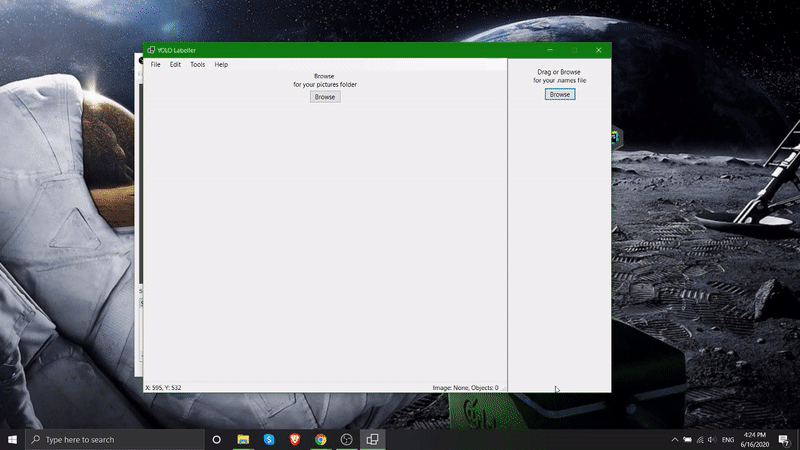 YOLO Labeller
File Edit Tools Help
Browse
for your pictures folder
Browse
Drag or Browse
for your .names file
Browse
X: 595, Y: 532
Image: None, Objects: 0
Type here to search
ENG
4:24 PM
6/16/2020
7